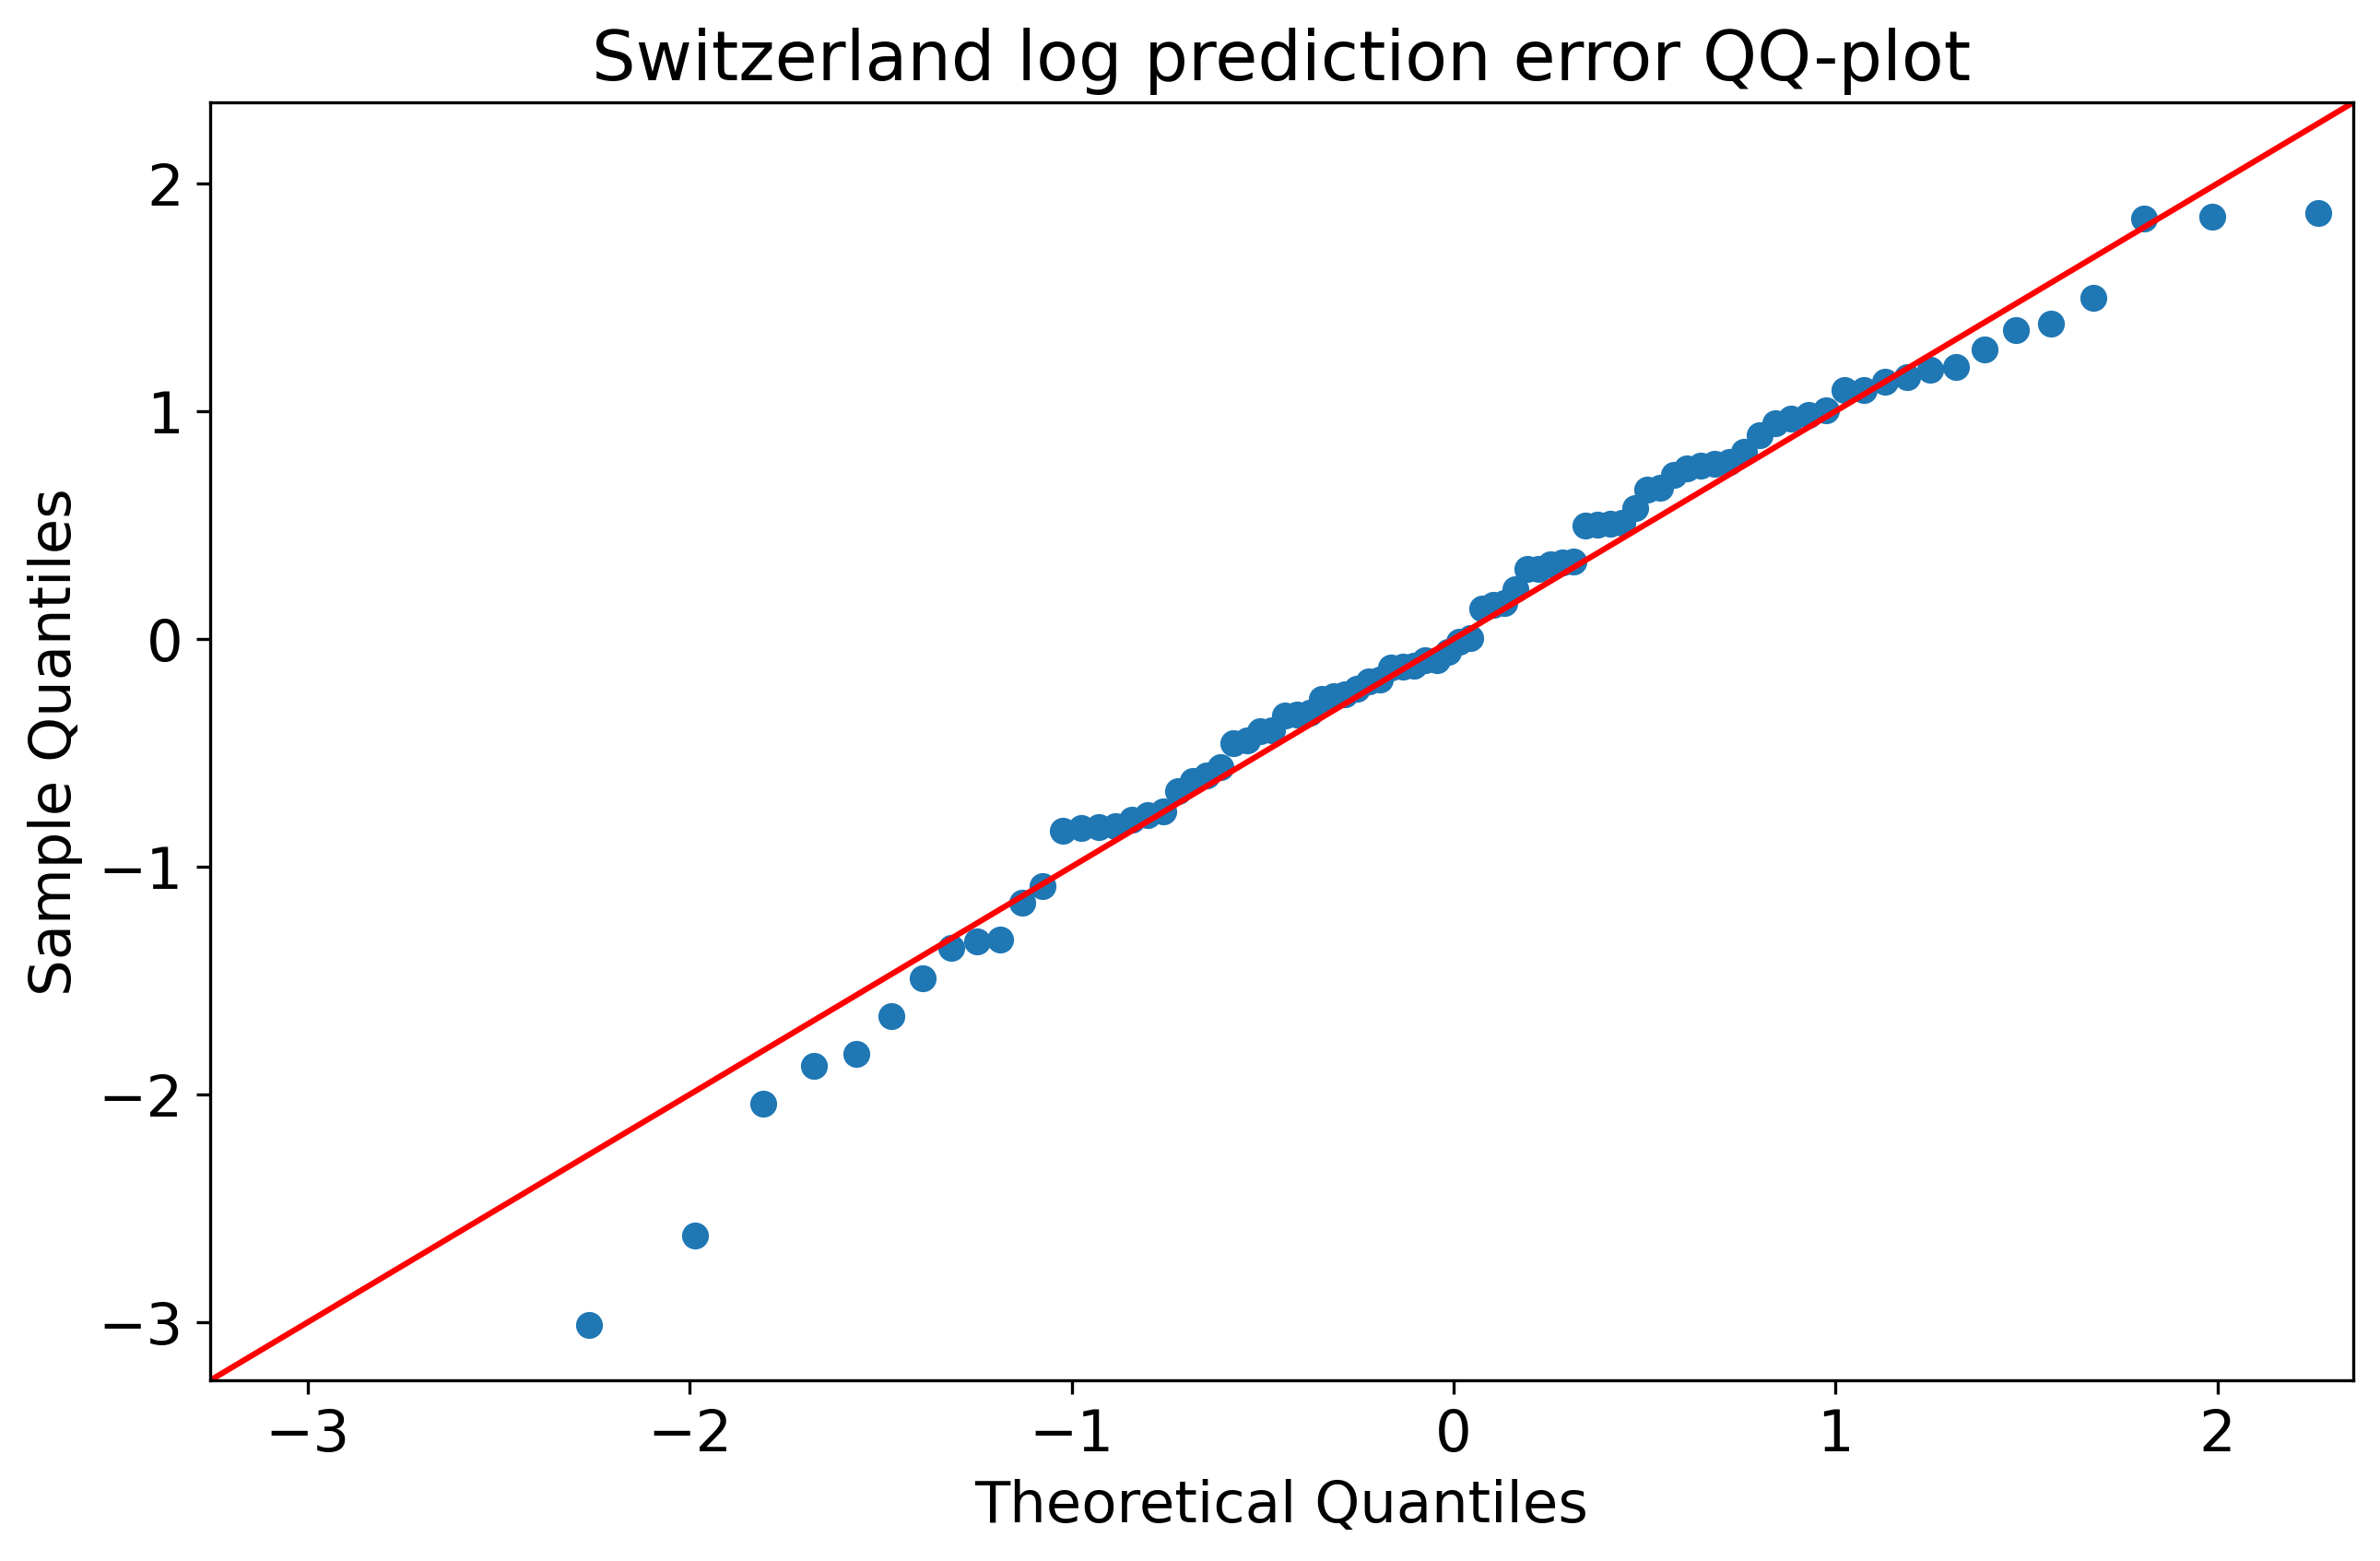 Switzerland log prediction error QQ-plot
2
1
0
−1
−2
−3
Sample Quantiles
−3 −2 −1 0 1 2
Theoretical Quantiles